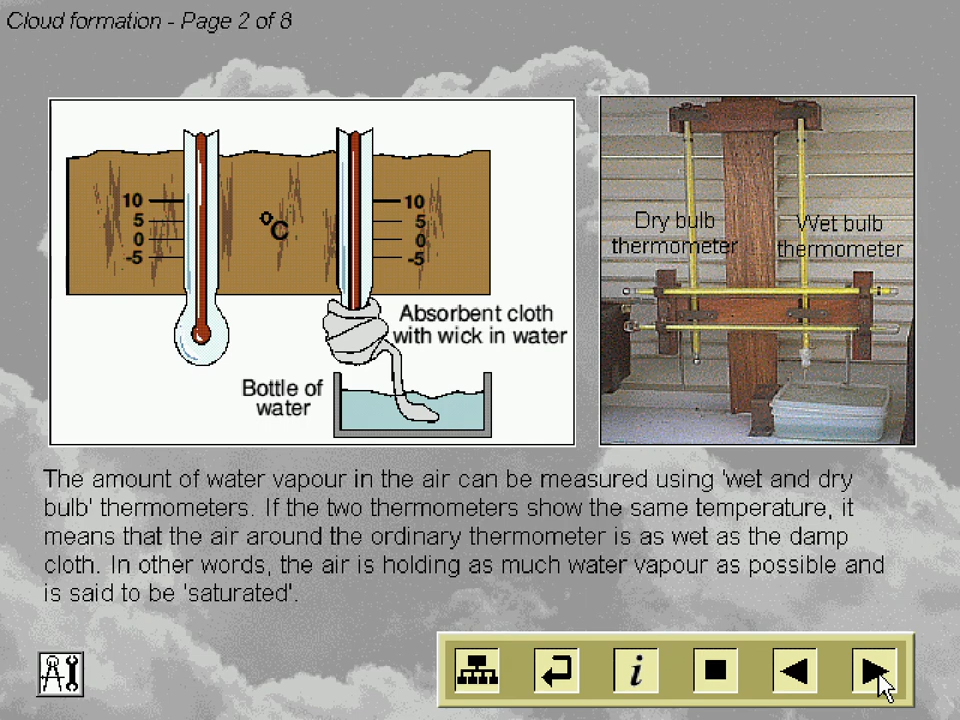 Cloud formation - Page 2 of 8
10
5
0
-5
°C
10
5
0
-5
Absorbent cloth
with wick in water
Bottle of
water
Dry bulb
thermometer
Wet bulb
thermometer
The amount of water vapour in the air can be measured using 'wet and dry
bulb' thermometers. If the two thermometers show the same temperature, it
means that the air around the ordinary thermometer is as wet as the damp
cloth. In other words, the air is holding as much water vapour as possible and
is said to be 'saturated'.
i